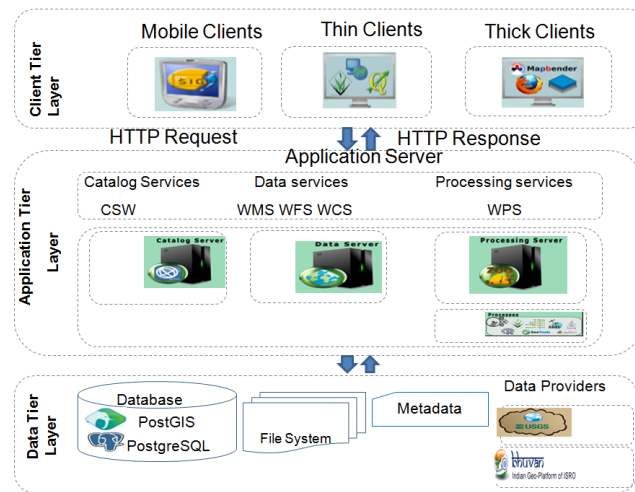 Client Tier
Layer
Mobile Clients
Thin Clients
Thick Clients
Mapbender
HTTP Request
HTTP Response
Application Tier
Layer
Application Server
Catalog Services
Data services
Processing services
CSW
WMS WFS WCS
WPS
Catalog Server
Data Server
Processing Server
Processes
Data Tier
Layer
Database
PostGIS
PostgreSQL
File System
Metadata
Data Providers
USGS
bhuvan
Indian Geo-Platform of ISRO